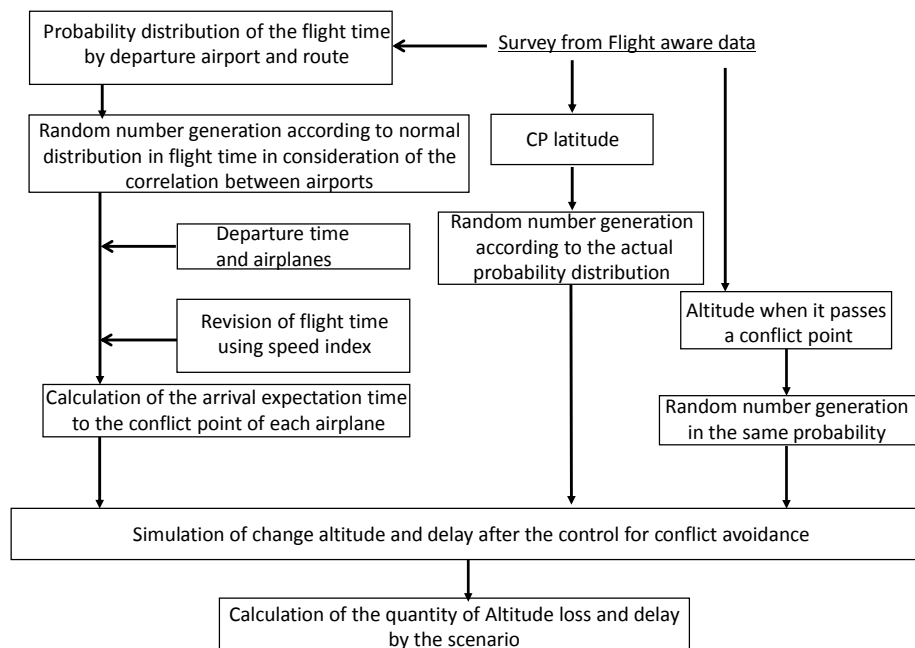 Probability distribution of the flight time
by departure airport and route
Survey from Flight aware data
Random number generation according to normal
distribution in flight time in consideration of the
correlation between airports
CP latitude
Departure time
and airplanes
Random number generation
according to the actual
probability distribution
Revision of flight time
using speed index
Altitude when it passes
a conflict point
Calculation of the arrival expectation time
to the conflict point of each airplane
Random number generation
in the same probability
Simulation of change altitude and delay after the control for conflict avoidance
Calculation of the quantity of Altitude loss and delay
by the scenario